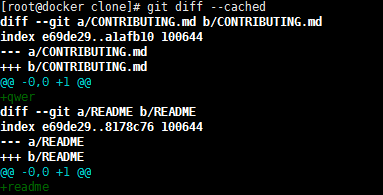 [root@docker clone]# git diff --cached
diff --git a/CONTRIBUTING.md b/CONTRIBUTING.md
index e69de29..a1afb10 100644
--- a/CONTRIBUTING.md
+++ b/CONTRIBUTING.md
@@ -0,0 +1 @@
+qwer
diff --git a/README b/README
index e69de29..8178c76 100644
--- a/README
+++ b/README
@@ -0,0 +1 @@
+readme